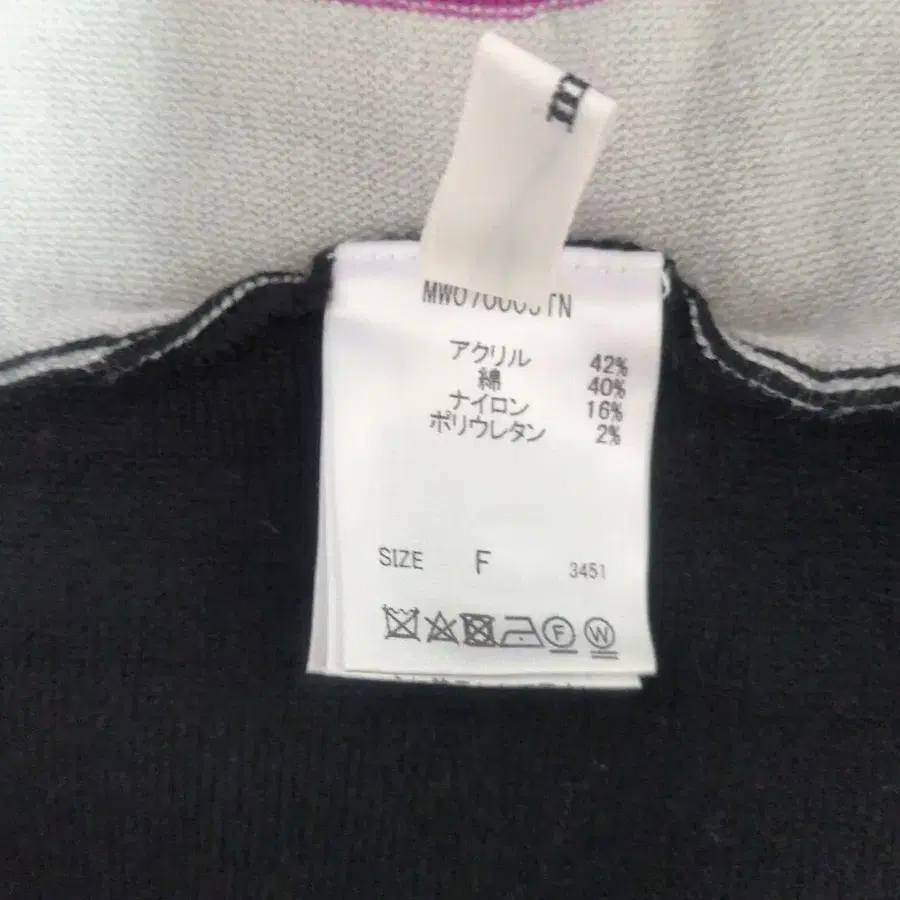 アクリル 42%
綿 40%
ナイロン 16%
ポリウレタン 2%
SIZE F 3451
F W